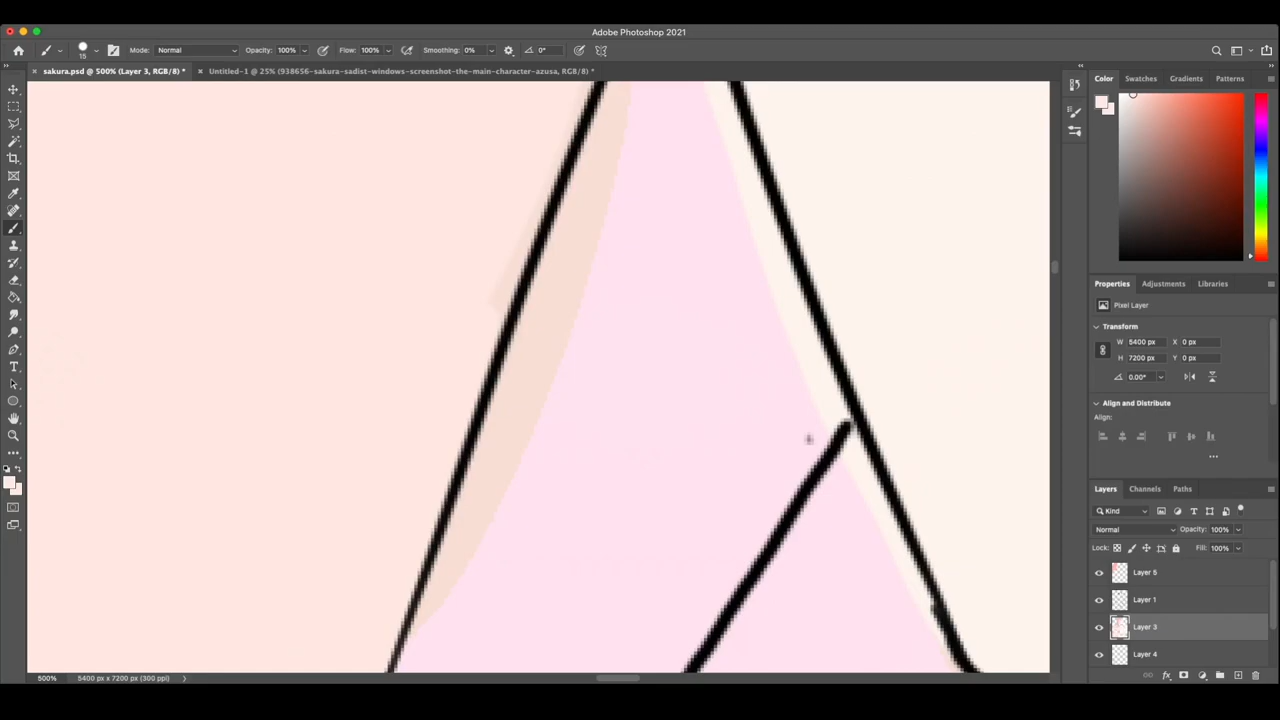 Adobe Photoshop 2021
15
Mode: Normal
Opacity: 100%
Flow: 100%
Smoothing: 0%
0°
sakura.psd @ 500% (Layer 3, RGB/8) *
Untitled-1 @ 25% (938656-sakura-sadist-windows-screenshot-the-main-character-azusa, RGB/8) *
Color
Swatches
Gradients
Patterns
Properties
Adjustments
Libraries
Pixel Layer
Transform
W 5400 px X 0 px
H 7200 px Y 0 px
0.00°
Align and Distribute
Align:
Layers
Channels
Paths
Kind
Normal
Opacity: 100%
Lock:
Fill: 100%
Layer 5
Layer 1
Layer 3
Layer 4
500%
5400 px x 7200 px (300 ppi)